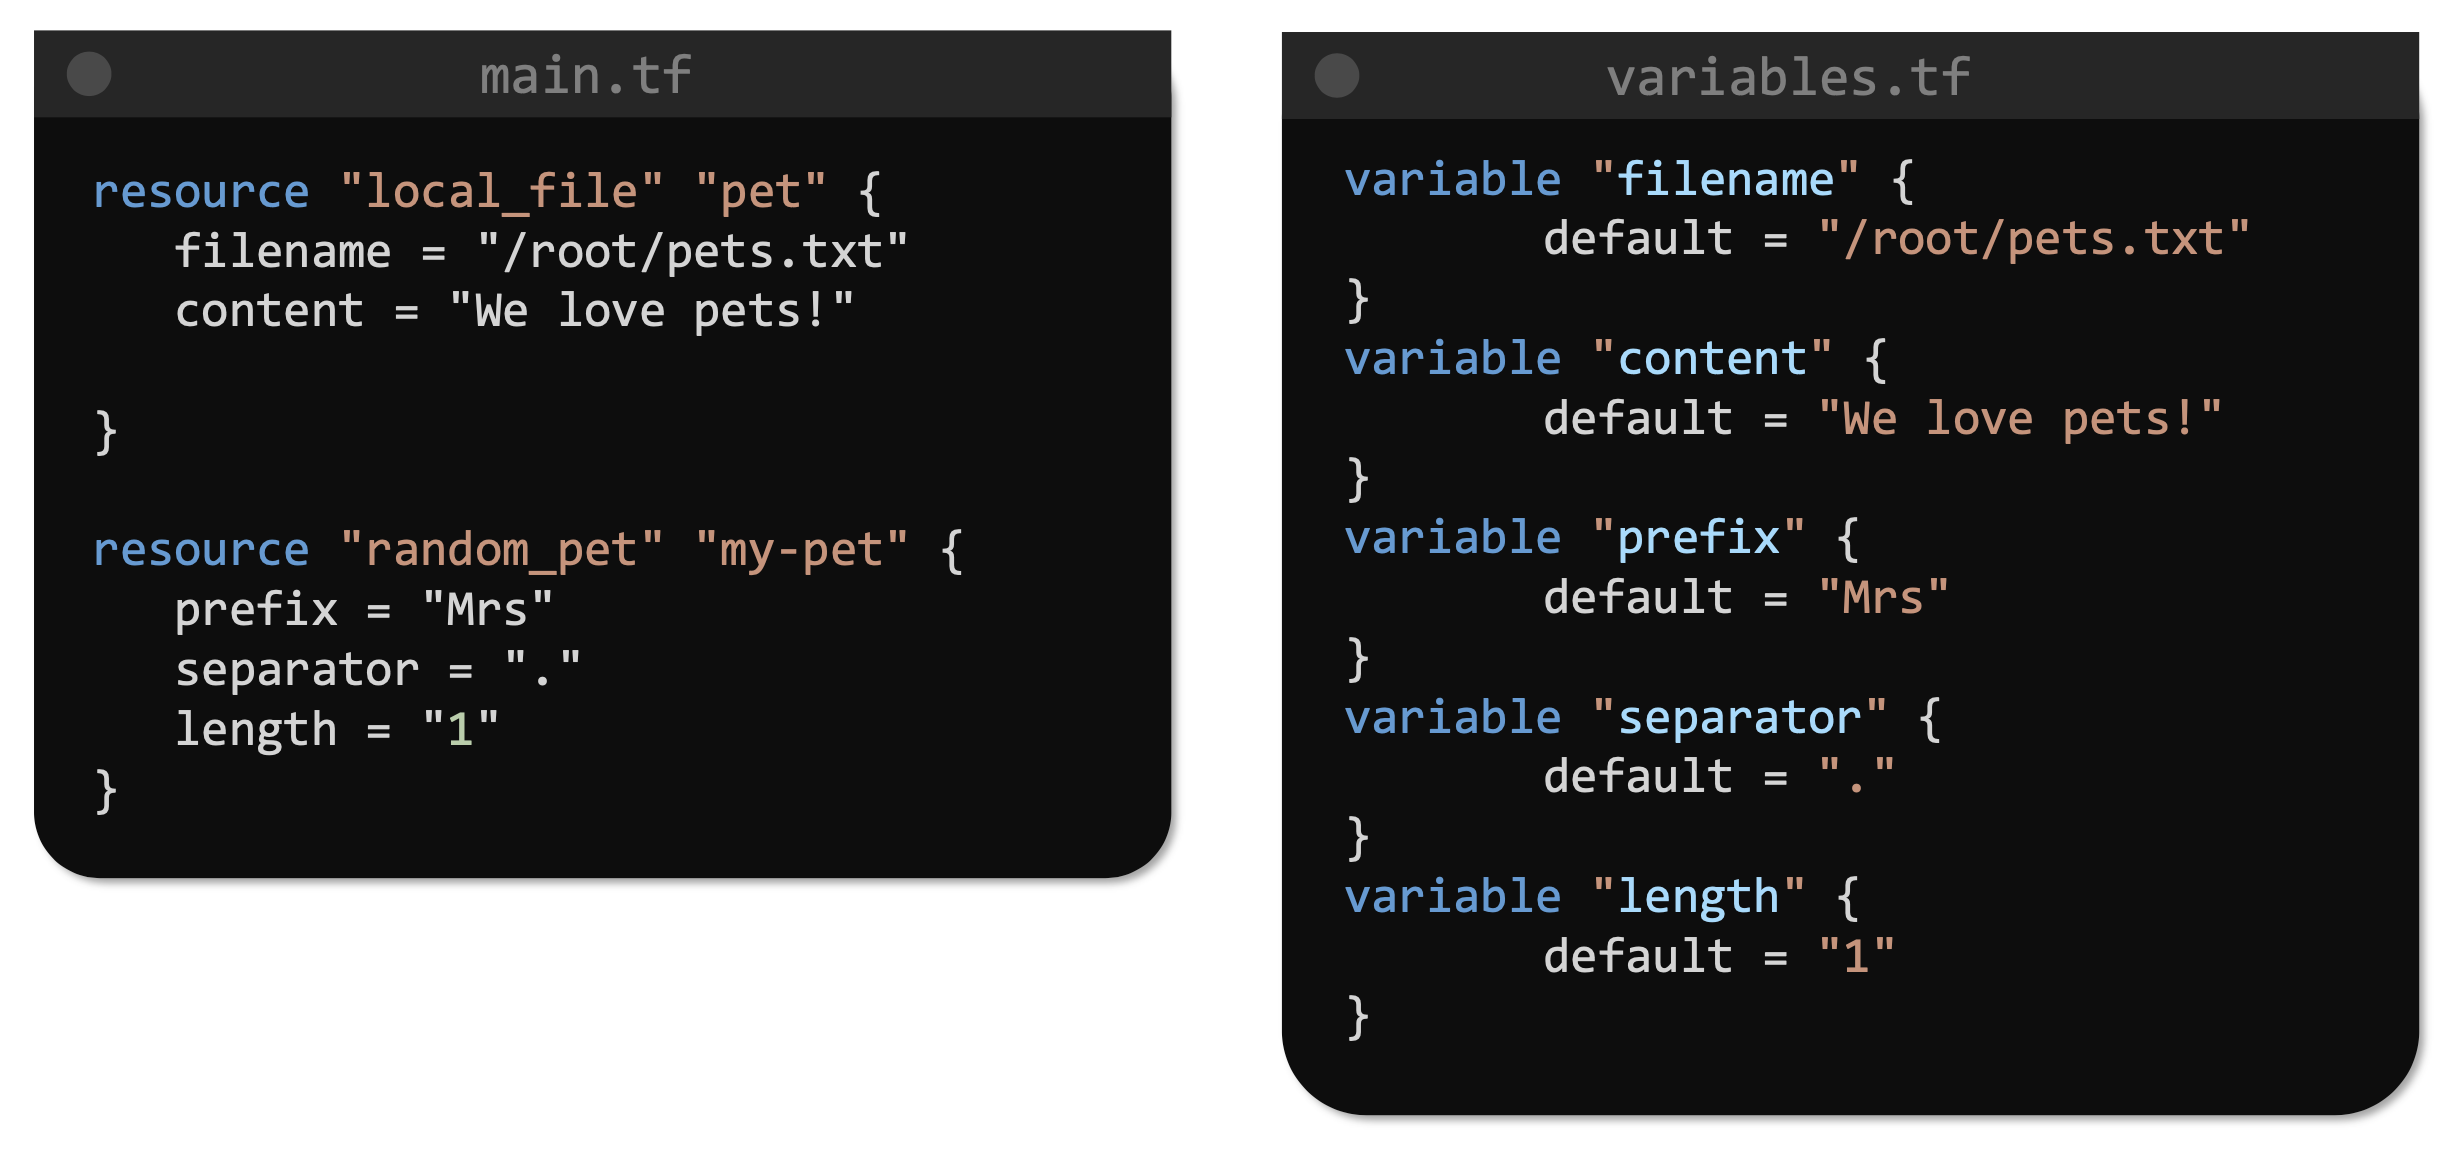 main.tf
resource "local_file" "pet" {
   filename = "/root/pets.txt"
   content = "We love pets!"
}
resource "random_pet" "my-pet" {
   prefix = "Mrs"
   separator = "."
   length = "1"
}
variables.tf
variable "filename" {
        default = "/root/pets.txt"
}
variable "content" {
        default = "We love pets!"
}
variable "prefix" {
        default = "Mrs"
}
variable "separator" {
        default = "."
}
variable "length" {
        default = "1"
}